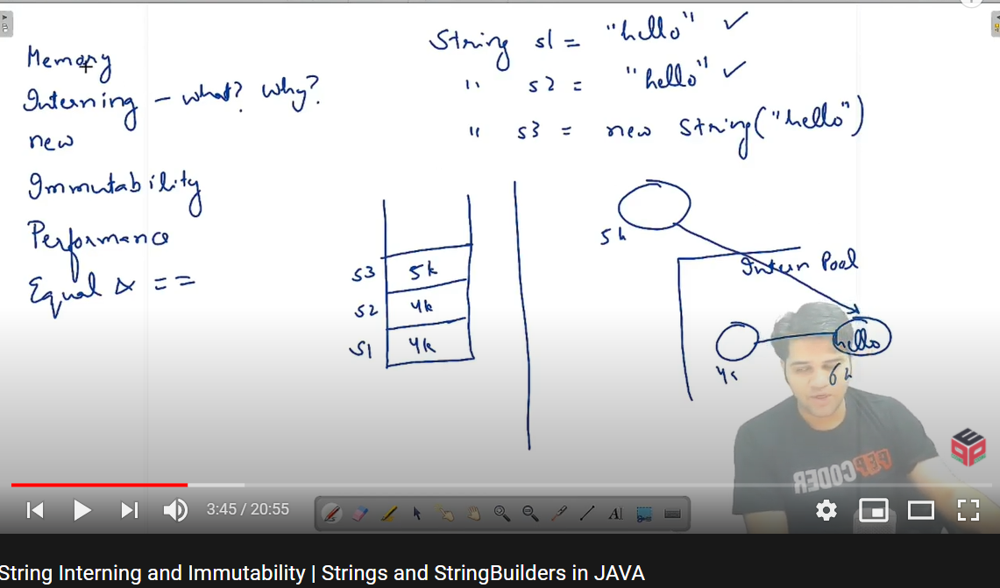 String s1 = "hello" ✓
Memory
" s2 = "hello" ✓
Interning - what? why?
" s3 = new String("hello")
new
Immutability
Performance
Equal & ==
5k
Intern Pool
s3 5k
s2 4k
s1 4k
hello
4k
6k
PEPCODER
3:45 / 20:55
A
String Interning and Immutability | Strings and StringBuilders in JAVA